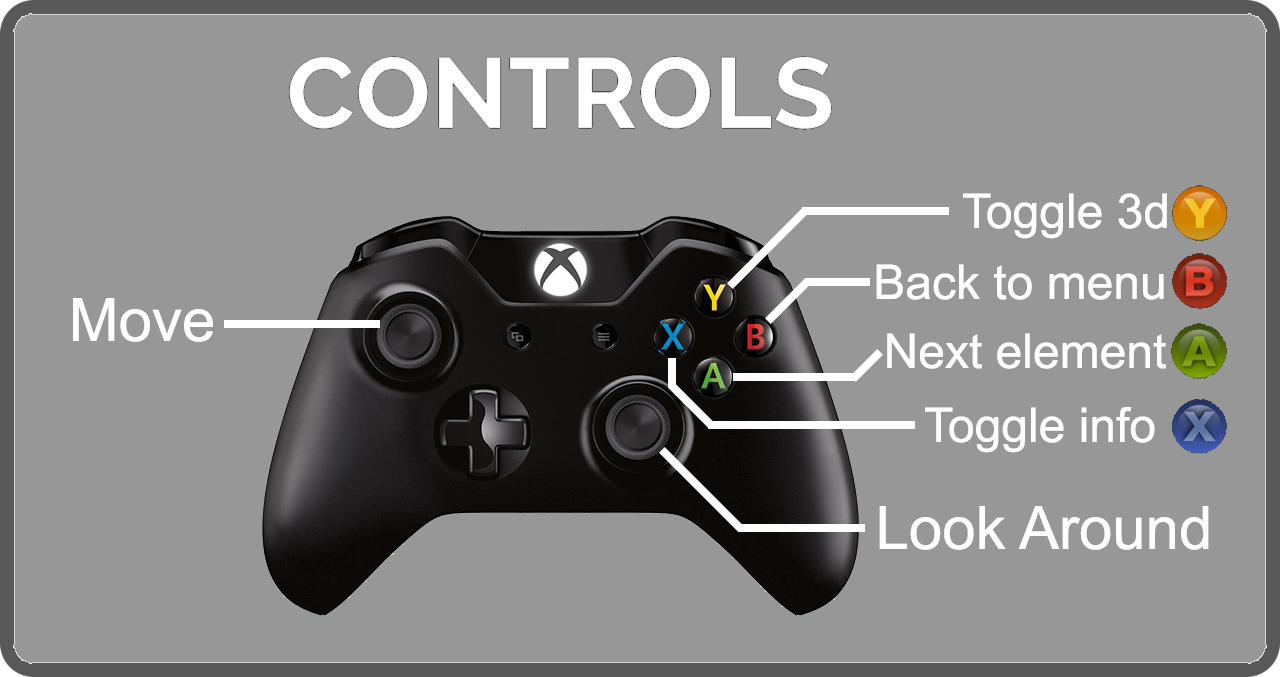 CONTROLS
Toggle 3d Y
Back to menu B
Next element A
Toggle info X
Move
Look Around
Y
X
B
A